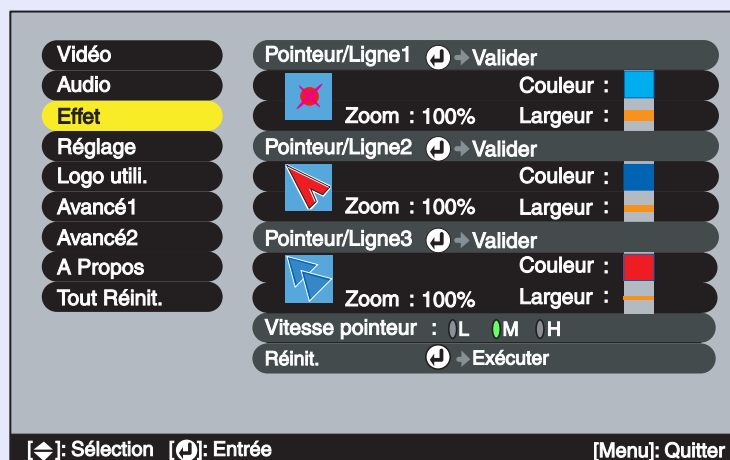 Vidéo
Audio
Effet
Réglage
Logo utili.
Avancé1
Avancé2
A Propos
Tout Réinit.
Pointeur/Ligne1 Valider
Couleur :
Zoom : 100% Largeur :
Pointeur/Ligne2 Valider
Couleur :
Zoom : 100% Largeur :
Pointeur/Ligne3 Valider
Couleur :
Zoom : 100% Largeur :
Vitesse pointeur : L M H
Réinit. Exécuter
[ ]: Sélection [ ]: Entrée [Menu]: Quitter